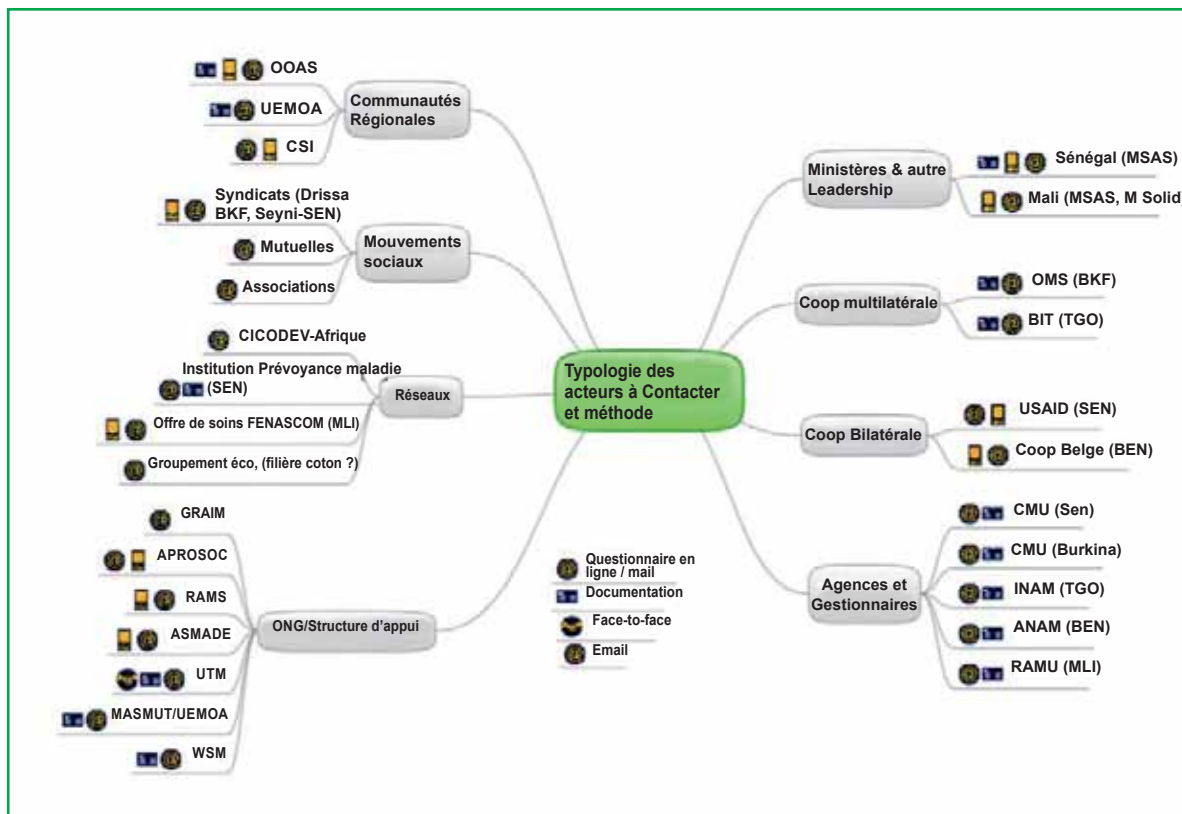 Typologie des
acteurs à Contacter
et méthode
Communautés
Régionales
OOAS
UEMOA
CSI
Mouvements
sociaux
Syndicats (Drissa
BKF, Seyni-SEN)
Mutuelles
Associations
Réseaux
CICODEV-Afrique
Institution Prévoyance maladie
(SEN)
Offre de soins FENASCOM (MLI)
Groupement éco, (filière coton ?)
ONG/Structure d'appui
GRAIM
APROSOC
RAMS
ASMADE
UTM
MASMUT/UEMOA
WSM
Questionnaire en
ligne / mail
Documentation
Face-to-face
Email
Ministères & autre
Leadership
Sénégal (MSAS)
Mali (MSAS, M Solid)
Coop multilatérale
OMS (BKF)
BIT (TGO)
Coop Bilatérale
USAID (SEN)
Coop Belge (BEN)
Agences et
Gestionnaires
CMU (Sen)
CMU (Burkina)
INAM (TGO)
ANAM (BEN)
RAMU (MLI)